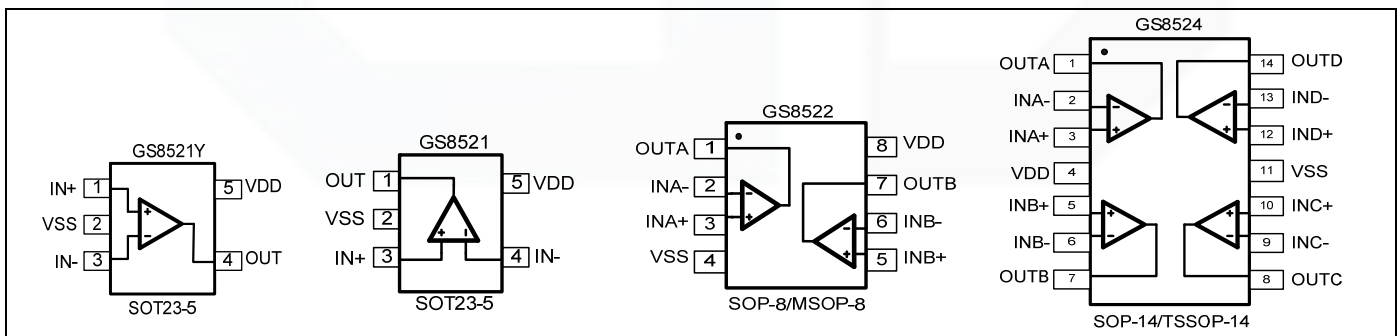 GS8521Y
IN+ 1 5 VDD
VSS 2
IN- 3 4 OUT
+
-
SOT23-5
GS8521
OUT 1 5 VDD
VSS 2
IN+ 3 4 IN-
+ -
SOT23-5
GS8522
OUTA 1 8 VDD
INA- 2 7 OUTB
INA+ 3 6 INB-
VSS 4 5 INB+
- +
- +
SOP-8/MSOP-8
GS8524
OUTA 1 14 OUTD
INA- 2 13 IND-
INA+ 3 12 IND+
VDD 4 11 VSS
INB+ 5 10 INC+
INB- 6 9 INC-
OUTB 7 8 OUTC
- + - +
+ - + -
SOP-14/TSSOP-14